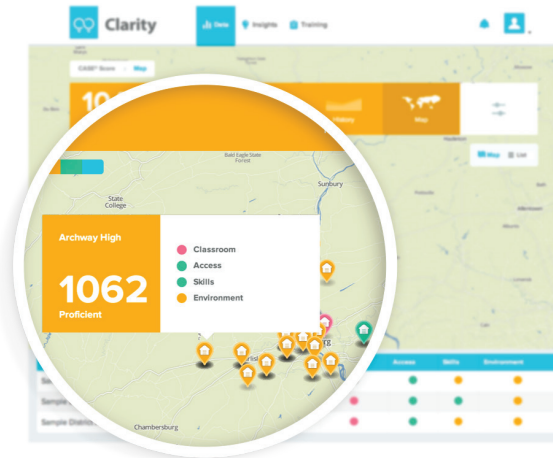 Clarity
Data
Insights
Training
CASE™ Score
Map
10
History
Map
Map
List
Bald Eagle State
Forest
Sunbury
State
College
Archway High
1062
Proficient
Classroom
Access
Skills
Environment
Chambersburg
Access
Skills
Environment
Sample
Sample District